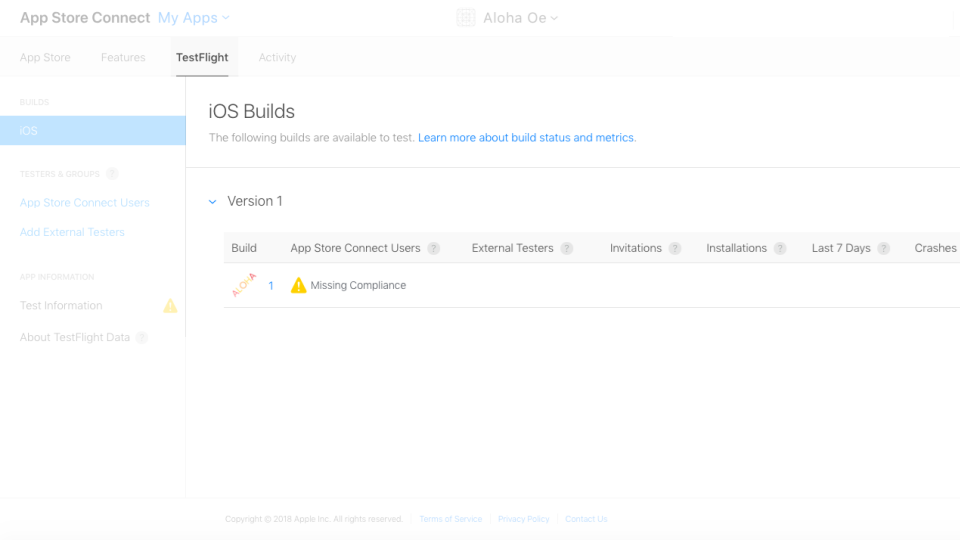 App Store Connect My Apps
Aloha Oe
App Store Features TestFlight Activity
BUILDS
iOS
TESTERS & GROUPS ?
App Store Connect Users
Add External Testers
APP INFORMATION
Test Information
About TestFlight Data ?
iOS Builds
The following builds are available to test. Learn more about build status and metrics.
Version 1
Build App Store Connect Users ? External Testers ? Invitations ? Installations ? Last 7 Days ? Crashes
ALOHA 1 Missing Compliance
Copyright © 2018 Apple Inc. All rights reserved. Terms of Service Privacy Policy Contact Us